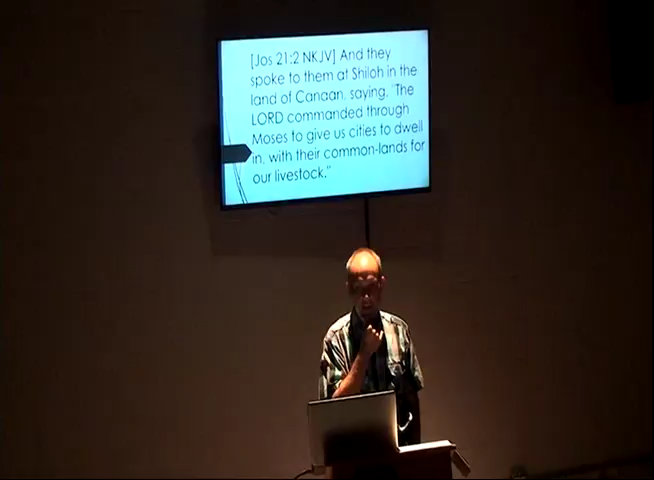 [Jos 21:2 NKJV] And they
spoke to them at Shiloh in the
land of Canaan, saying, "The
LORD commanded through
Moses to give us cities to dwell
in, with their common-lands for
our livestock."